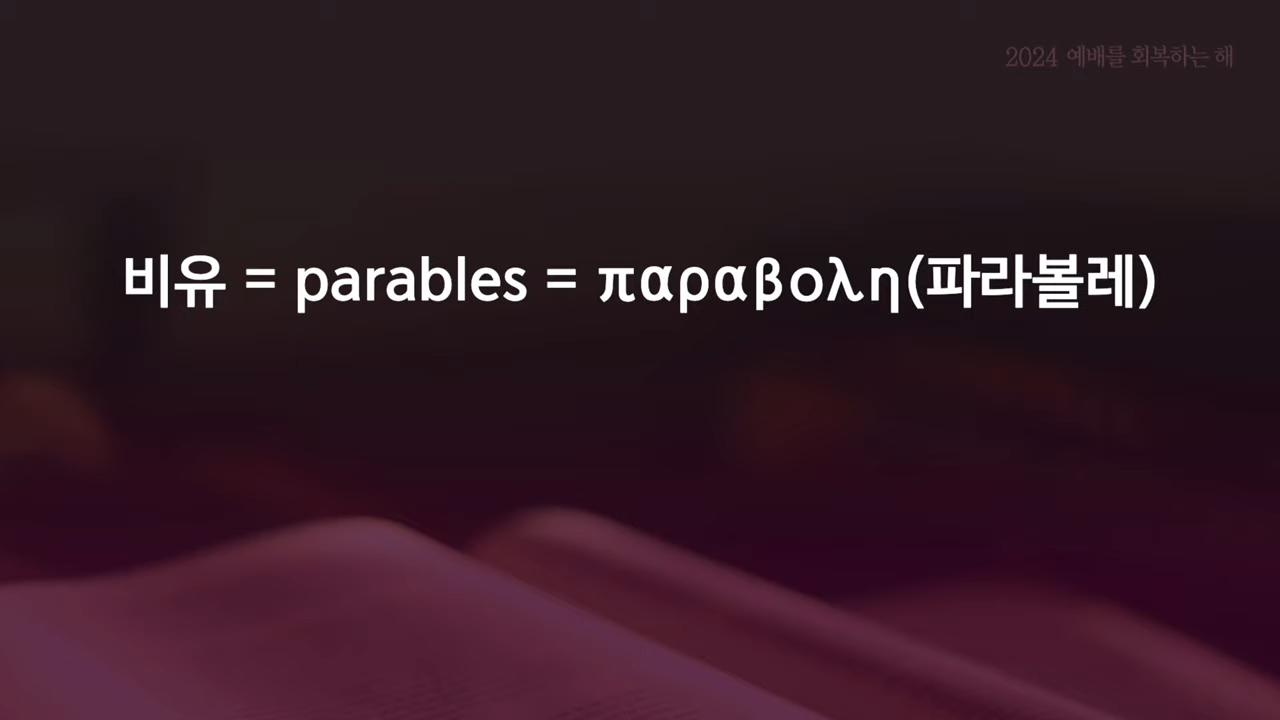 2024 예배를 회복하는 해
비유 = parables = παραβολη(파라볼레)